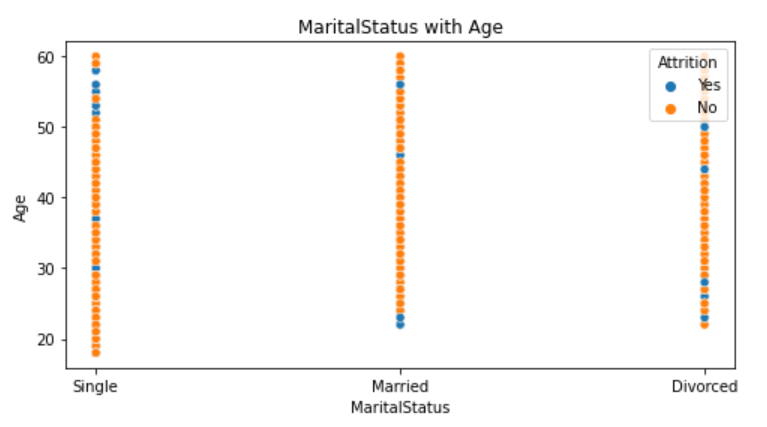 MaritalStatus with Age
Attrition
Yes
No
60
50
40
30
20
Age
Single Married Divorced
MaritalStatus